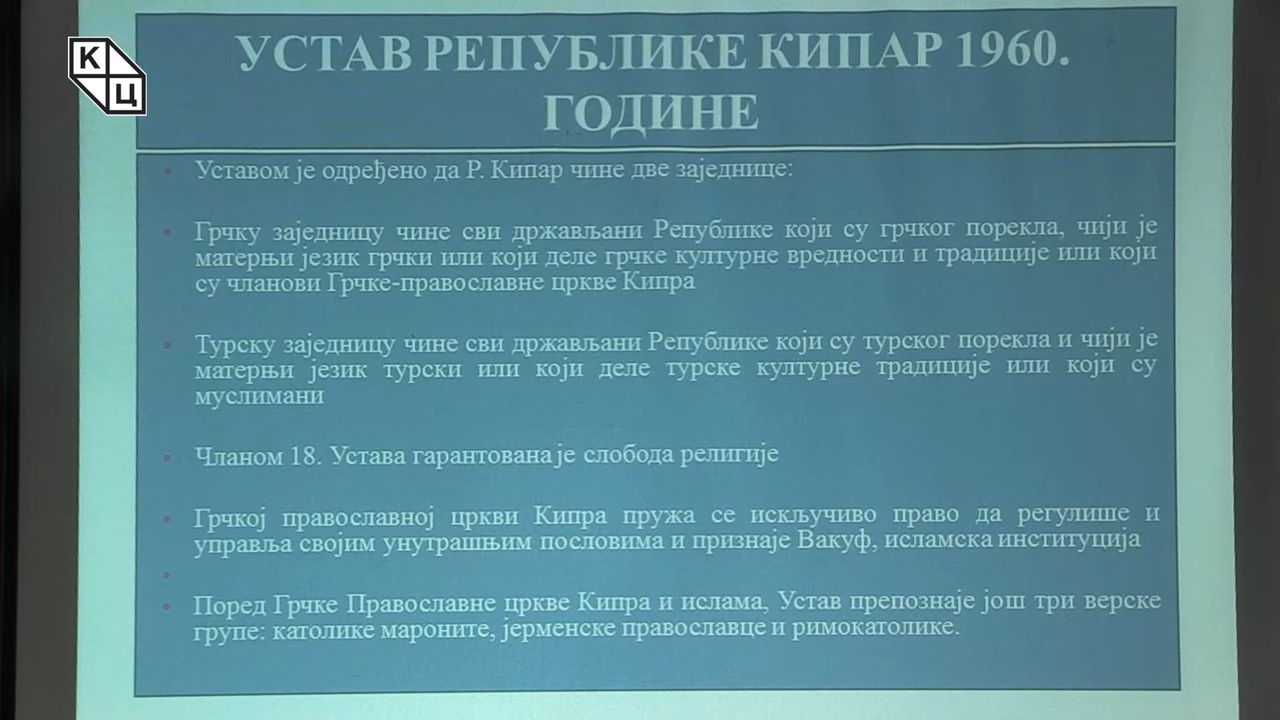 К
Ц
УСТАВ РЕПУБЛИКЕ КИПАР 1960.
ГОДИНЕ
Уставом је одређено да Р. Кипар чине две заједнице:
Грчку заједницу чине сви држављани Републике који су грчког порекла, чији је
матерњи језик грчки или који деле грчке културне вредности и традиције или који
су чланови Грчке-православне цркве Кипра
Турску заједницу чине сви држављани Републике који су турског порекла и чији је
матерњи језик турски или који деле турске културне традиције или који су
муслимани
Чланом 18. Устава гарантована је слобода религије
Грчкој православној цркви Кипра пружа се искључиво право да регулише и
управља својим унутрашњим пословима и признаје Вакуф, исламска институција
Поред Грчке Православне цркве Кипра и ислама, Устав препознаје још три верске
групе: католике марoните, јерменске православце и римокатолике.